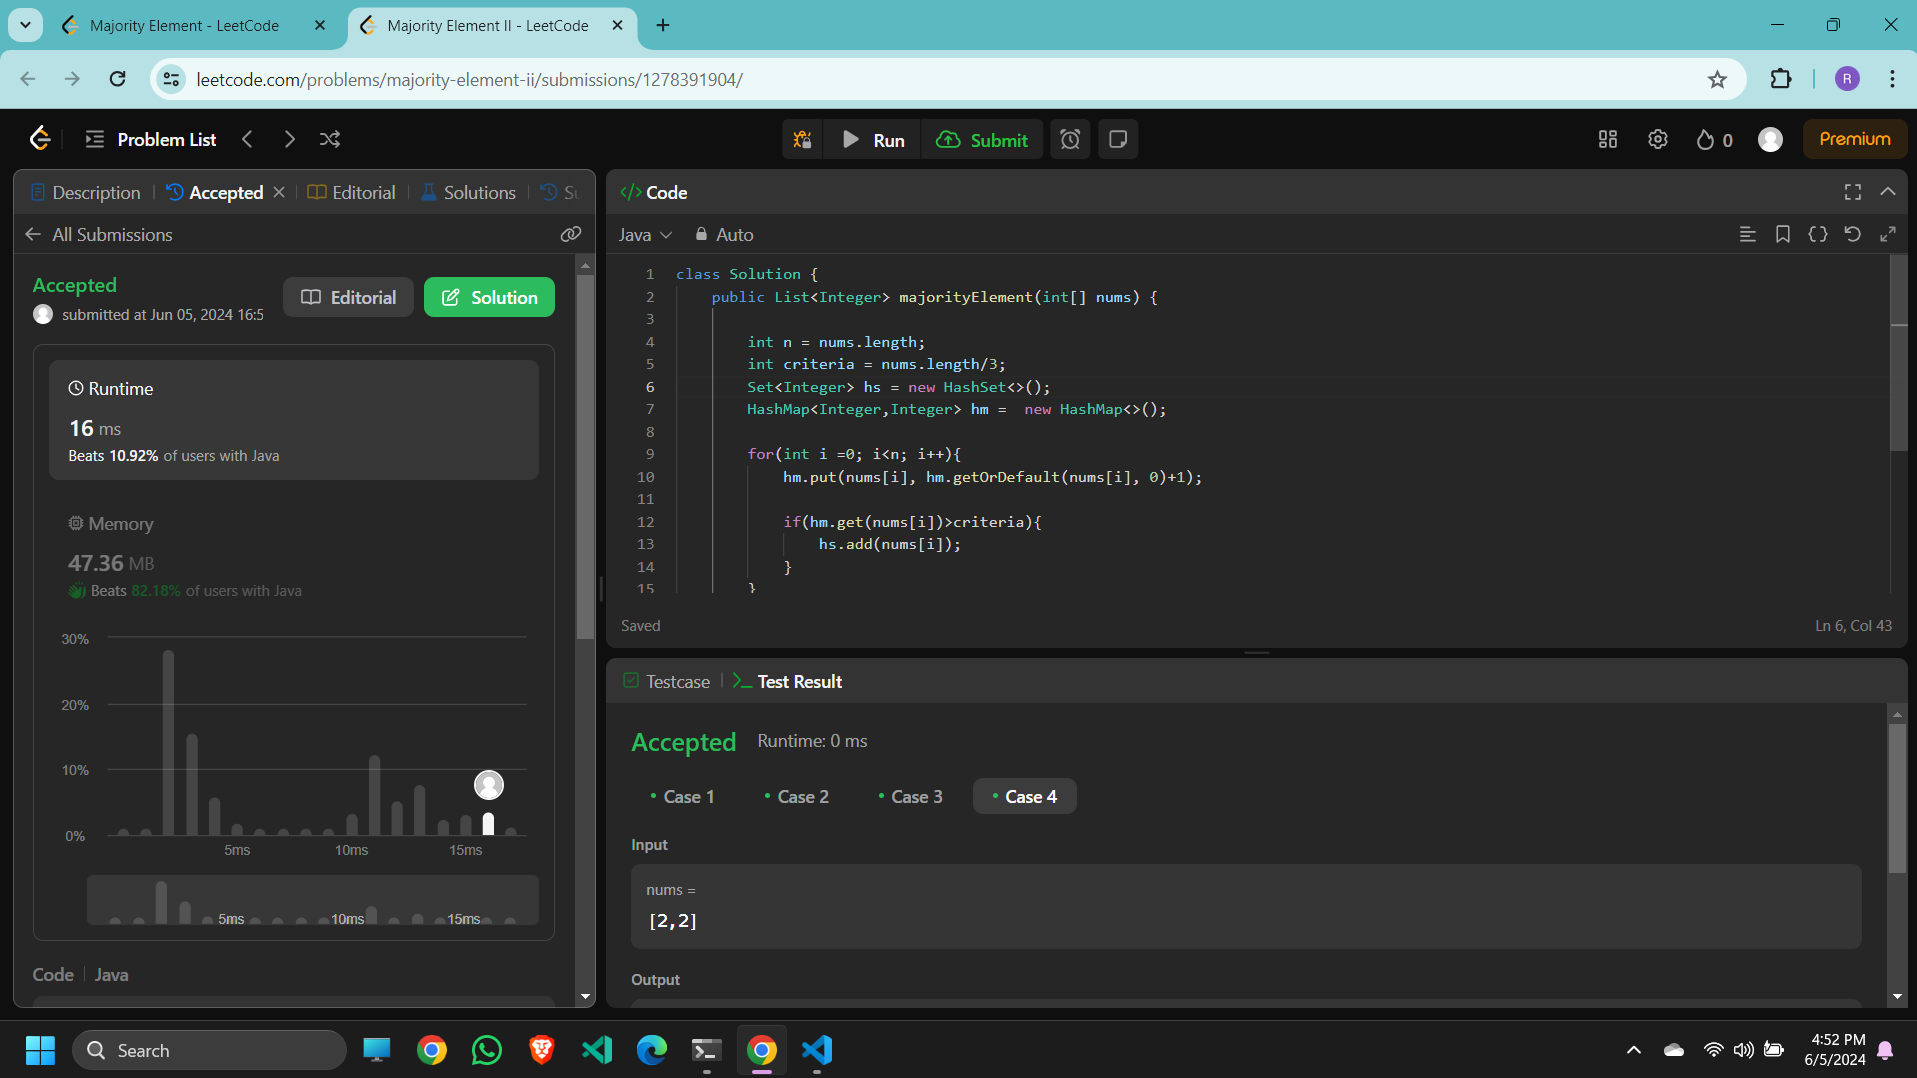 Majority Element - LeetCode
Majority Element II - LeetCode
leetcode.com/problems/majority-element-ii/submissions/1278391904/
R
Problem List
Run
Submit
0
Premium
Description
Accepted
Editorial
Solutions
Su
All Submissions
Accepted
submitted at Jun 05, 2024 16:5
Editorial
Solution
Runtime
16 ms
Beats 10.92% of users with Java
Memory
47.36 MB
Beats 82.18% of users with Java
30%
20%
10%
0%
5ms
10ms
15ms
5ms
10ms
15ms
Code
Java
</> Code
Java
Auto
1 class Solution {
2 public List<Integer> majorityElement(int[] nums) {
3
4 int n = nums.length;
5 int criteria = nums.length/3;
6 Set<Integer> hs = new HashSet<>();
7 HashMap<Integer,Integer> hm =  new HashMap<>();
8
9 for(int i =0; i<n; i++){
10 hm.put(nums[i], hm.getOrDefault(nums[i], 0)+1);
11
12 if(hm.get(nums[i])>criteria){
13 hs.add(nums[i]);
14 }
15 }
Saved
Ln 6, Col 43
Testcase
Test Result
Accepted
Runtime: 0 ms
Case 1
Case 2
Case 3
Case 4
Input
nums =
[2,2]
Output
Search
4:52 PM
6/5/2024